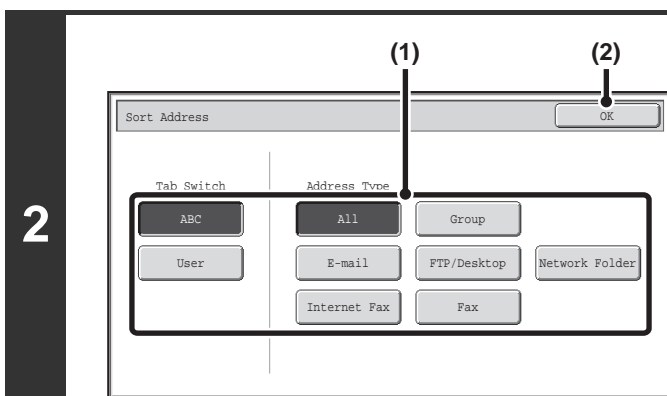 (1) (2)
Sort Address OK
Tab Switch Address Type
2
ABC All Group
User E-mail FTP/Desktop Network Folder
Internet Fax Fax